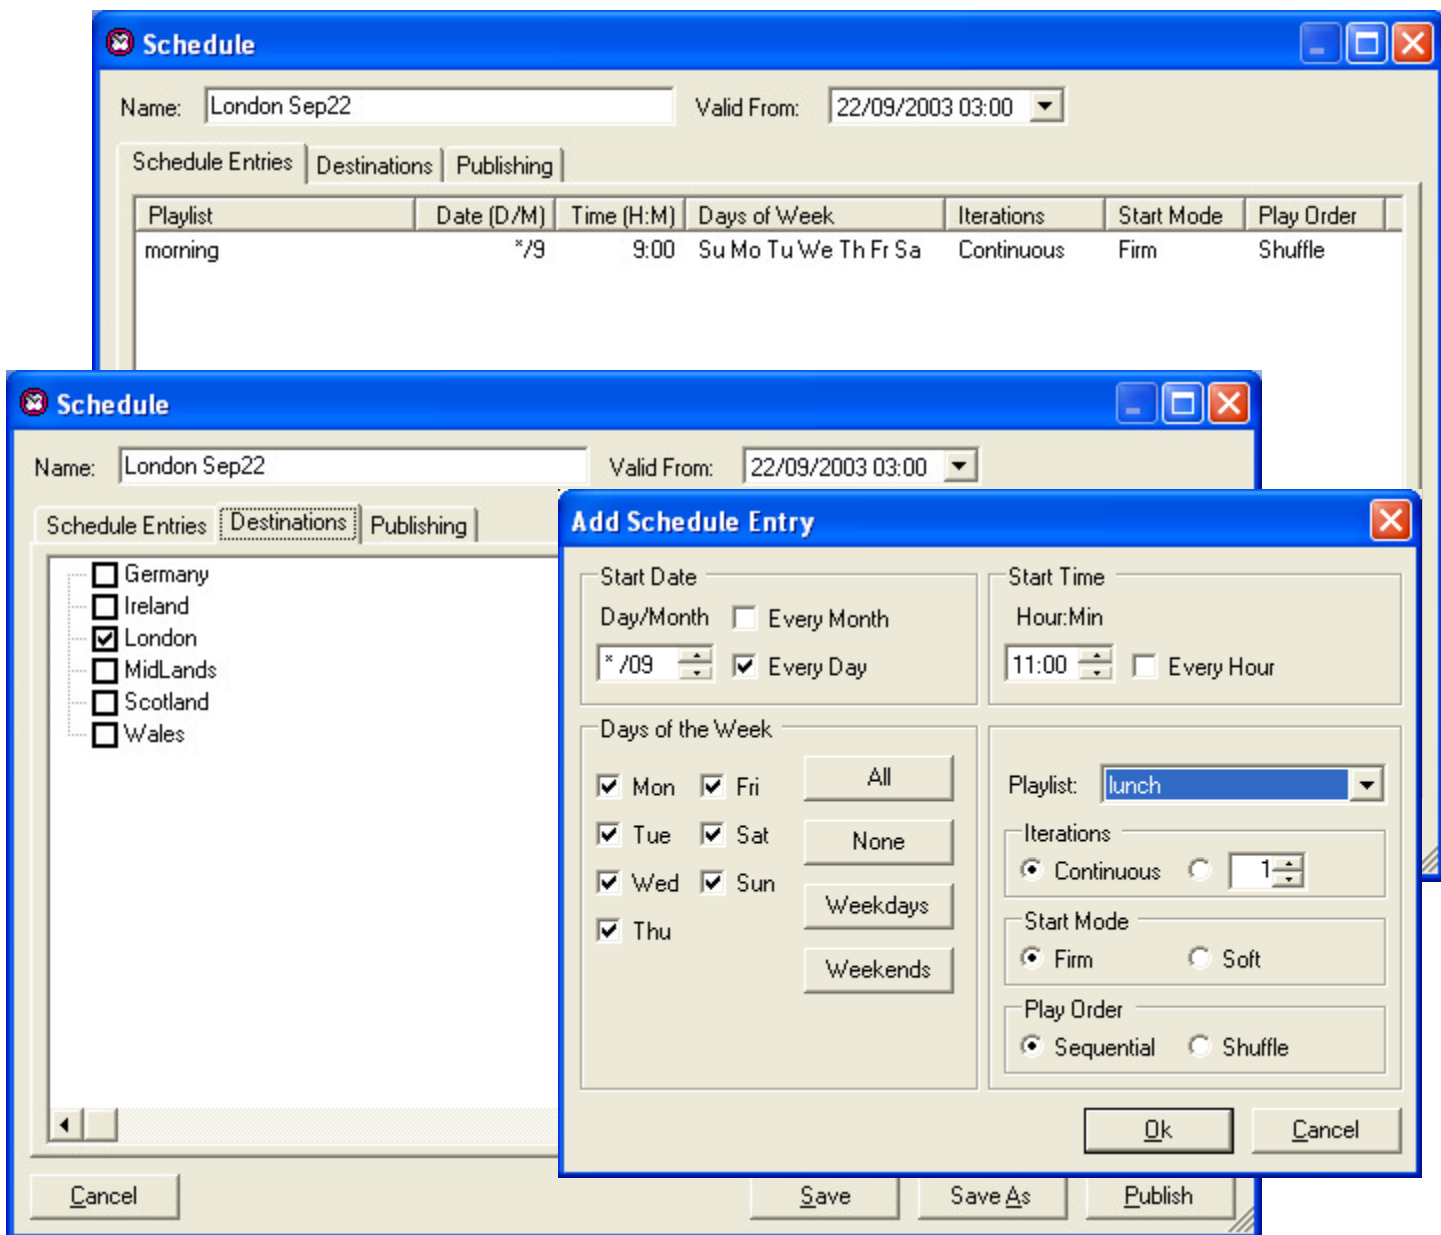 Schedule
Name: London Sep22 Valid From: 22/09/2003 03:00
Schedule Entries Destinations Publishing
Playlist Date (D/M) Time (H:M) Days of Week Iterations Start Mode Play Order
morning */9 9:00 Su Mo Tu We Th Fr Sa Continuous Firm Shuffle
Schedule
Name: London Sep22 Valid From: 22/09/2003 03:00
Schedule Entries Destinations Publishing
Germany
Ireland
London
MidLands
Scotland
Wales
Cancel Save Save As Publish
Add Schedule Entry
Start Date
Day/Month Every Month
* /09 Every Day
Start Time
Hour:Min
11:00 Every Hour
Days of the Week
Mon Fri All
Tue Sat None
Wed Sun Weekdays
Thu Weekends
Playlist: lunch
Iterations
Continuous 1
Start Mode
Firm Soft
Play Order
Sequential Shuffle
Ok Cancel